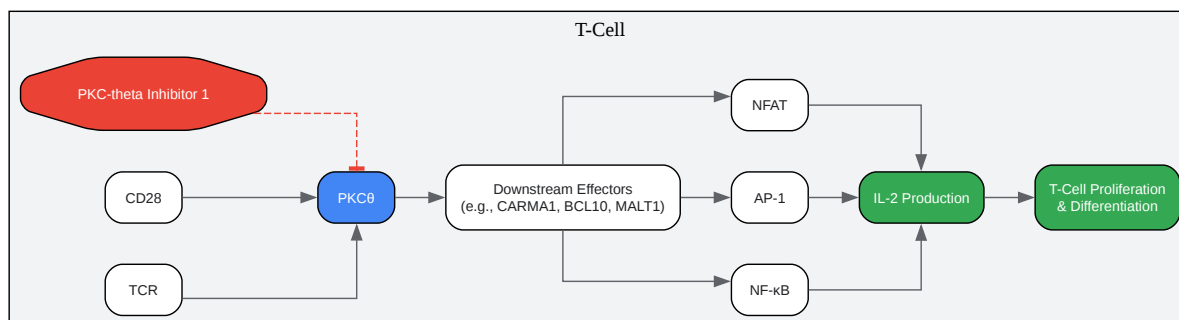 T-Cell
PKC-theta Inhibitor 1
NFAT
CD28
PKCθ
Downstream Effectors
(e.g., CARMA1, BCL10, MALT1)
AP-1
IL-2 Production
T-Cell Proliferation
& Differentiation
TCR
NF-κB